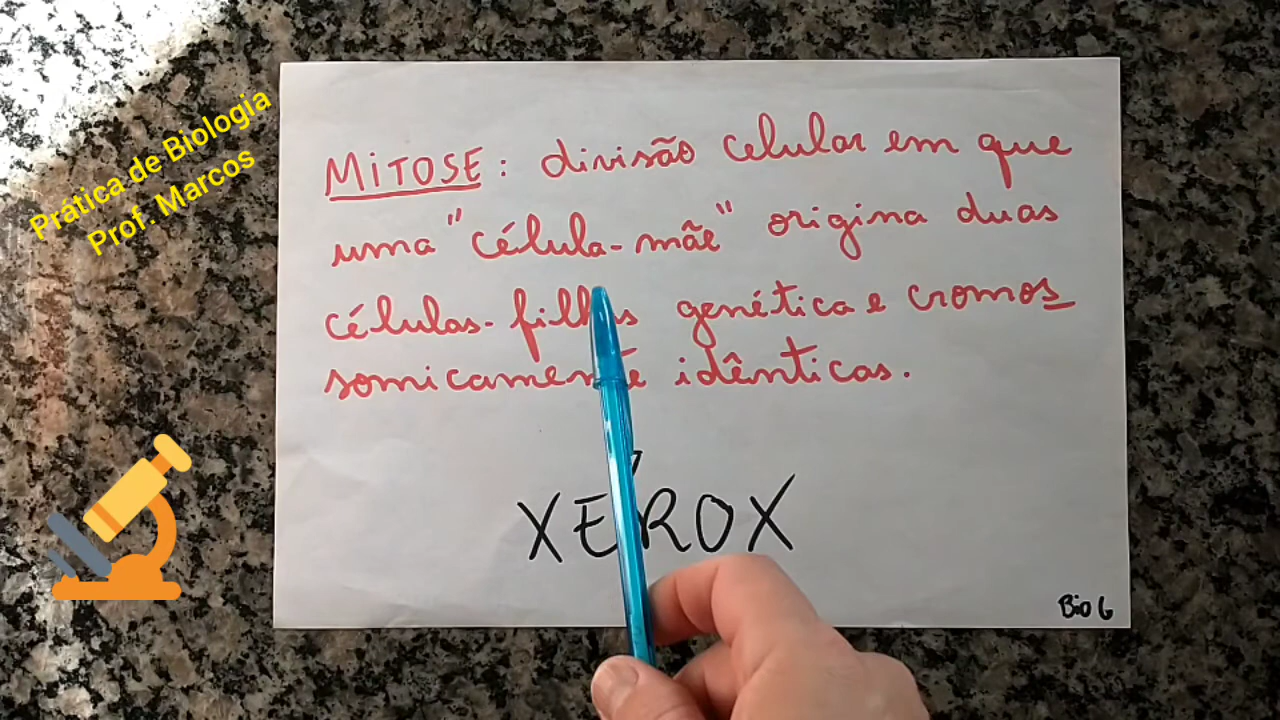 Prática de Biologia
Prof. Marcos
MiTOSE: divisão celular em que
uma "célula-mãe" origina duas
células-filhas genética e cromos
somicamente idênticas.
XÉROX
Bio 6